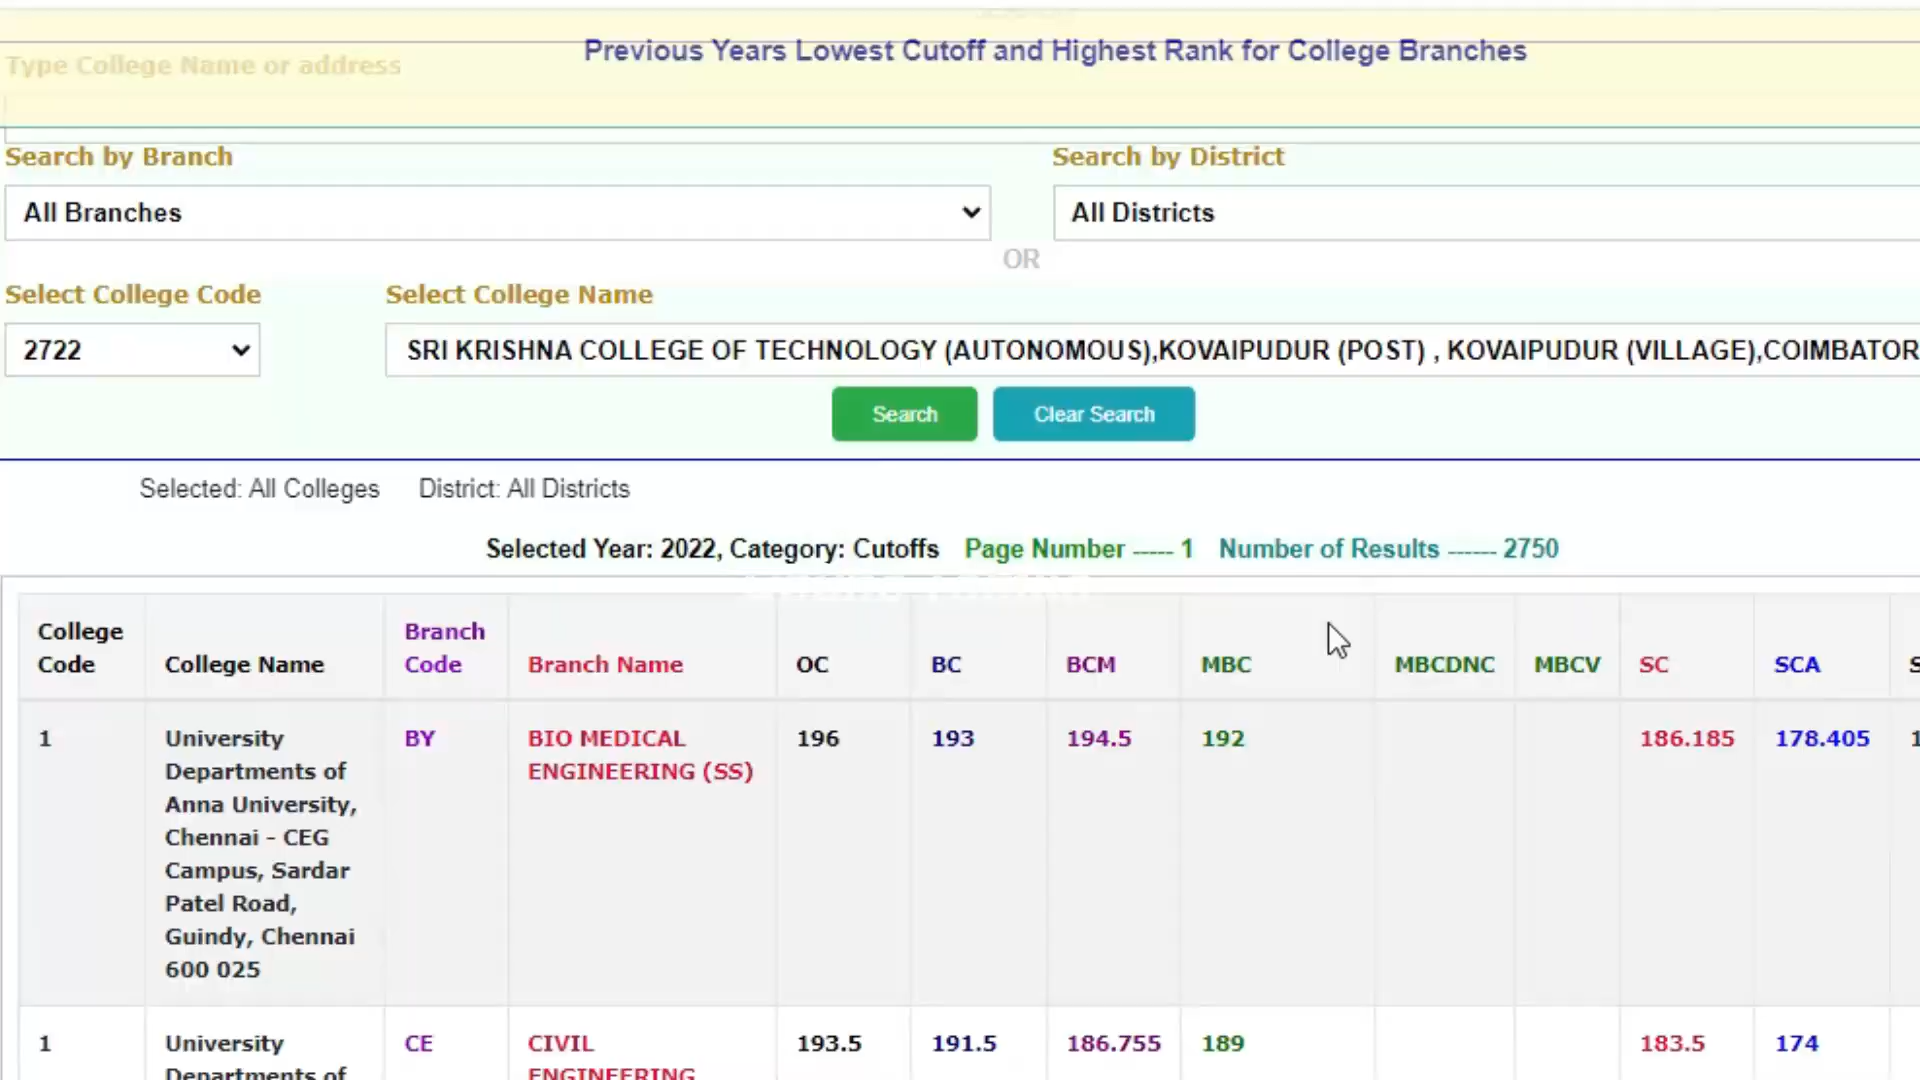 Previous Years Lowest Cutoff and Highest Rank for College Branches
Type College Name or address
Search by Branch
Search by District
All Branches
All Districts
OR
Select College Code
Select College Name
2722
SRI KRISHNA COLLEGE OF TECHNOLOGY (AUTONOMOUS),KOVAIPUDUR (POST) , KOVAIPUDUR (VILLAGE),COIMBATOR
Search
Clear Search
Selected: All Colleges District: All Districts
Selected Year: 2022, Category: Cutoffs Page Number ----- 1 Number of Results ------ 2750
College Code College Name Branch Code Branch Name OC BC BCM MBC MBCDNC MBCV SC SCA S
1 University BY BIO MEDICAL 196 193 194.5 192 186.185 178.405 1
Departments of ENGINEERING (SS)
Anna University,
Chennai - CEG
Campus, Sardar
Patel Road,
Guindy, Chennai
600 025
1 University CE CIVIL 193.5 191.5 186.755 189 183.5 174
Departments of ENGINEERING